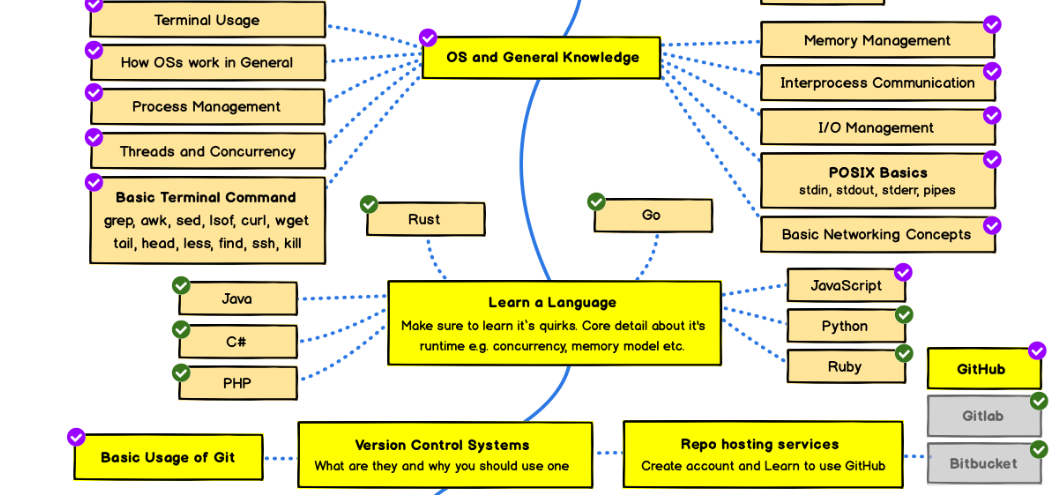 Terminal Usage
How OSs work in General
Process Management
Threads and Concurrency
Basic Terminal Command
grep, awk, sed, lsof, curl, wget
tail, head, less, find, ssh, kill
OS and General Knowledge
Memory Management
Interprocess Communication
I/O Management
POSIX Basics
stdin, stdout, stderr, pipes
Basic Networking Concepts
Rust
Go
Java
C#
PHP
Learn a Language
Make sure to learn it`s quirks. Core detail about it's
runtime e.g. concurrency, memory model etc.
JavaScript
Python
Ruby
GitHub
Gitlab
Bitbucket
Basic Usage of Git
Version Control Systems
What are they and why you should use one
Repo hosting services
Create account and Learn to use GitHub